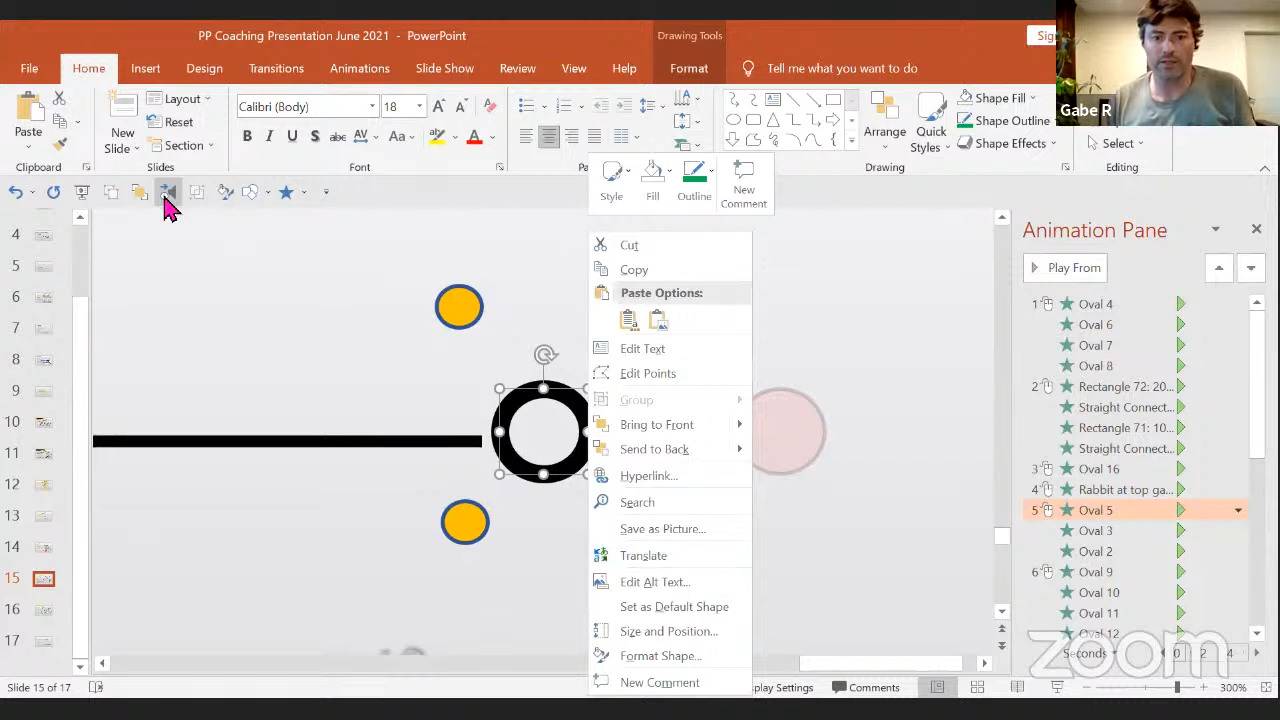 PP Coaching Presentation June 2021 - PowerPoint
Drawing Tools
Sig
File Home Insert Design Transitions Animations Slide Show Review View Help Format Tell me what you want to do
Gabe R
Paste
New
Slide
Layout
Reset
Section
Calibri (Body) 18
B I U S abc AV Aa A
Arrange
Quick
Styles
Shape Fill
Shape Outline
Shape Effects
Select
Clipboard Slides Font Drawing Editing
Style Fill Outline New
Comment
4
5
6
7
8
9
10
11
12
13
14
15
16
17
Cut
Copy
Paste Options:
Edit Text
Edit Points
Group
Bring to Front
Send to Back
Hyperlink...
Search
Save as Picture...
Translate
Edit Alt Text...
Set as Default Shape
Size and Position...
Format Shape...
New Comment
Animation Pane
Play From
1 Oval 4
Oval 6
Oval 7
Oval 8
2 Rectangle 72: 20...
Straight Connect...
Rectangle 71: 10...
Straight Connect...
3 Oval 16
4 Rabbit at top ga...
5 Oval 5
Oval 3
Oval 2
6 Oval 9
Oval 10
Oval 11
Oval 12
Seconds 0 2 4
zoom
Slide 15 of 17
splay Settings Comments 300%